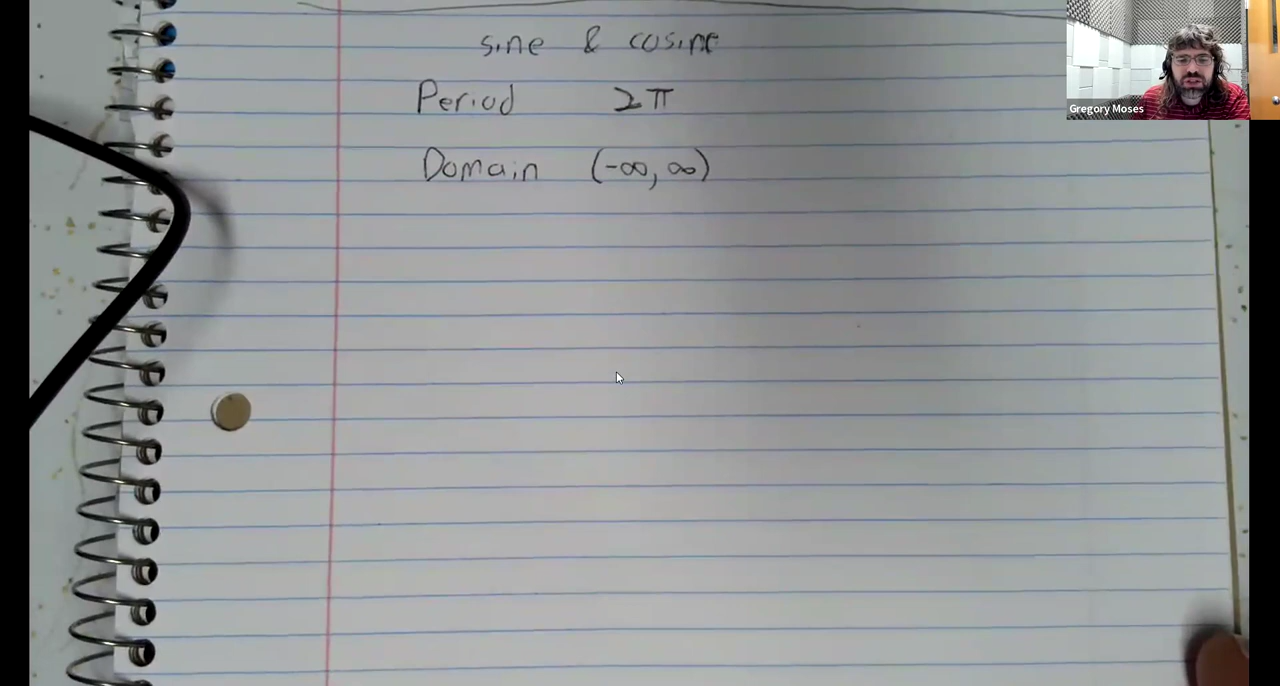 sine & cosine
Gregory Moses
Period 2π
Domain (-∞, ∞)